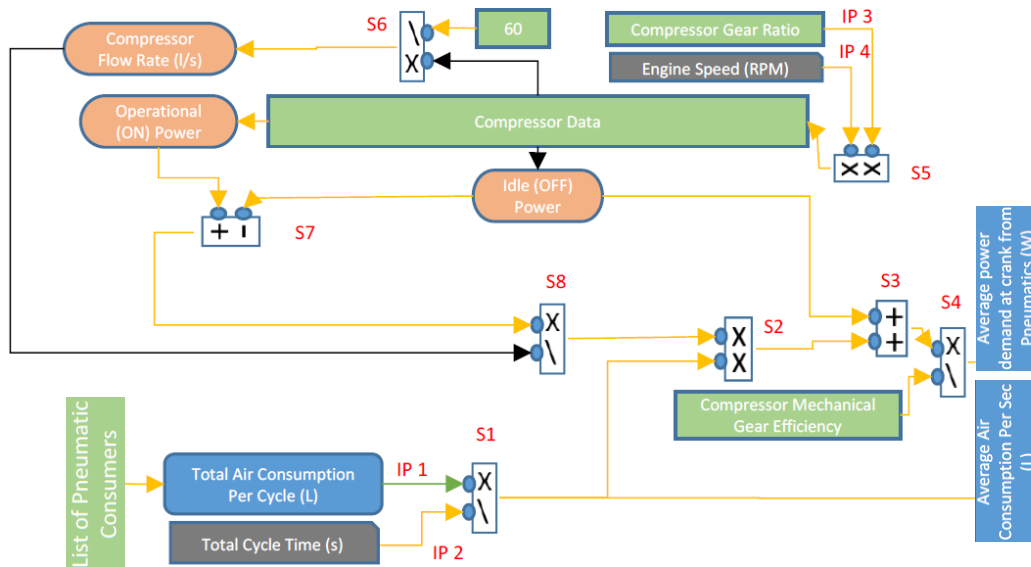 S6
\
X
60
Compressor Gear Ratio
IP 3
Compressor
Flow Rate (l/s)
Engine Speed (RPM)
IP 4
Operational
(ON) Power
Compressor Data
X X
S5
Idle (OFF)
Power
+ -
S7
S8
X
\
S2
X
X
S3
+
+
S4
X
\
Average power
demand at crank from
Pneumatics (W)
Compressor Mechanical
Gear Efficiency
List of Pneumatic
Consumers
Total Air Consumption
Per Cycle (L)
IP 1
S1
X
\
Total Cycle Time (s)
IP 2
Average Air
Consumption Per Sec
(L)